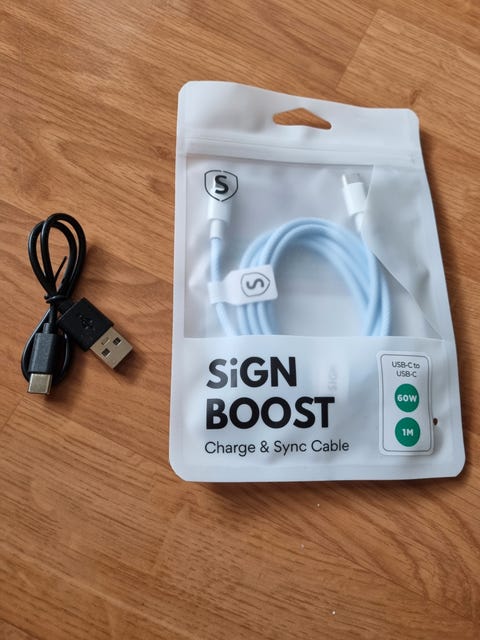 S
S
SiGN
BOOST
Charge & Sync Cable
USB-C to
USB-C
60W
1M